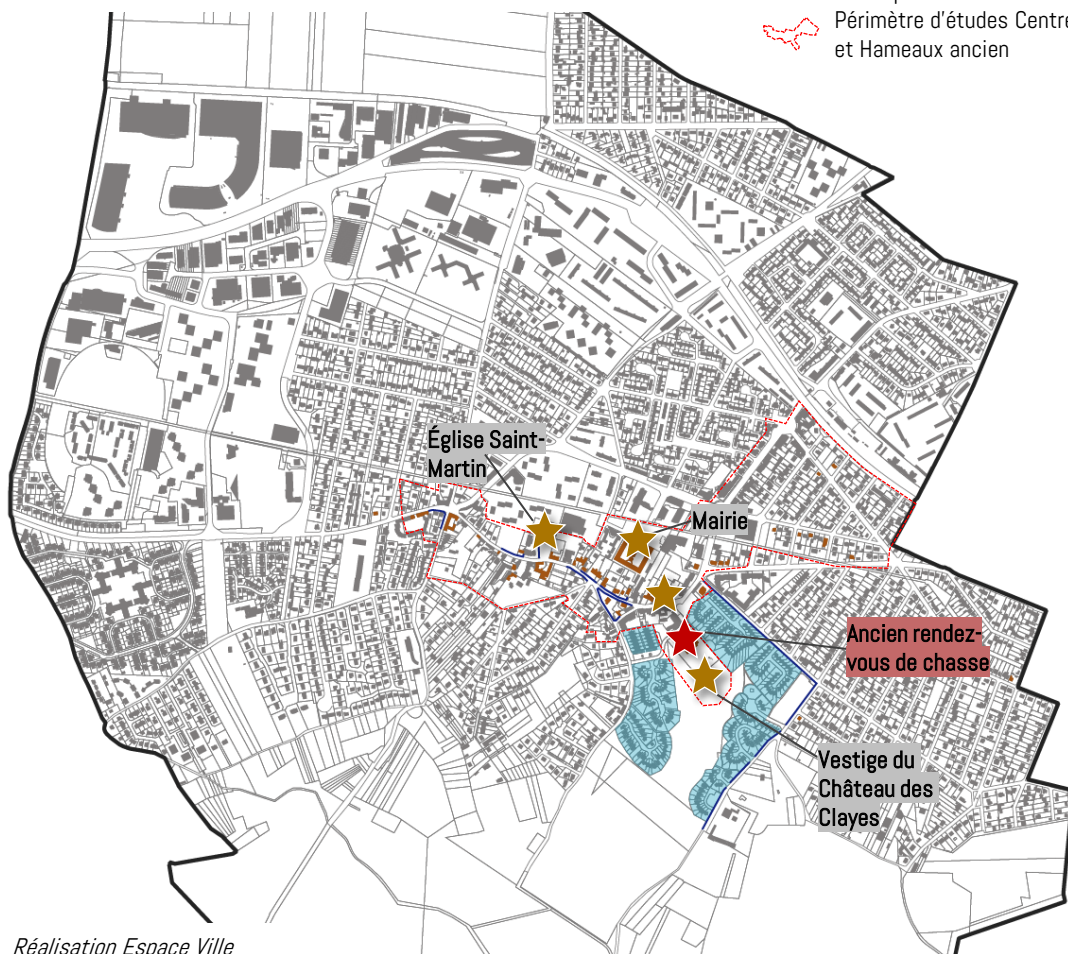 Périmètre d'études Centre
et Hameaux ancien
Église Saint-
Martin
Mairie
Ancien rendez-
vous de chasse
Vestige du
Château des
Clayes
Réalisation Espace Ville